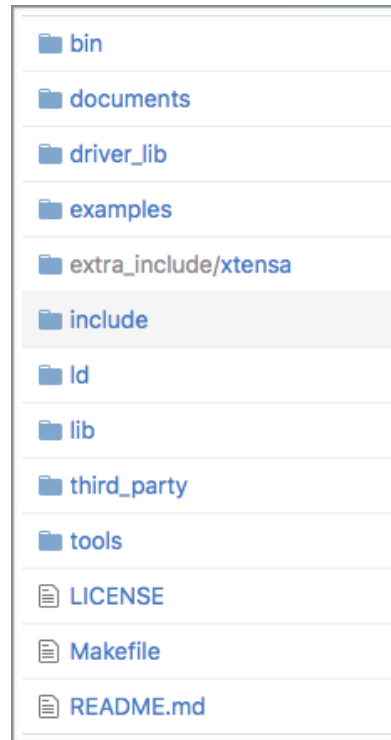 bin
documents
driver_lib
examples
extra_include/xtensa
include
ld
lib
third_party
tools
LICENSE
Makefile
README.md